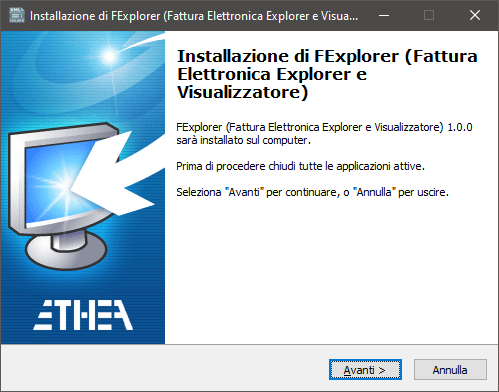 Installazione di FExplorer (Fattura Elettronica Explorer e Visua...
Installazione di FExplorer (Fattura
Elettronica Explorer e
Visualizzatore)
FExplorer (Fattura Elettronica Explorer e Visualizzatore) 1.0.0
sarà installato sul computer.
Prima di procedere chiudi tutte le applicazioni attive.
Seleziona "Avanti" per continuare, o "Annulla" per uscire.
ETHEA
Avanti >
Annulla